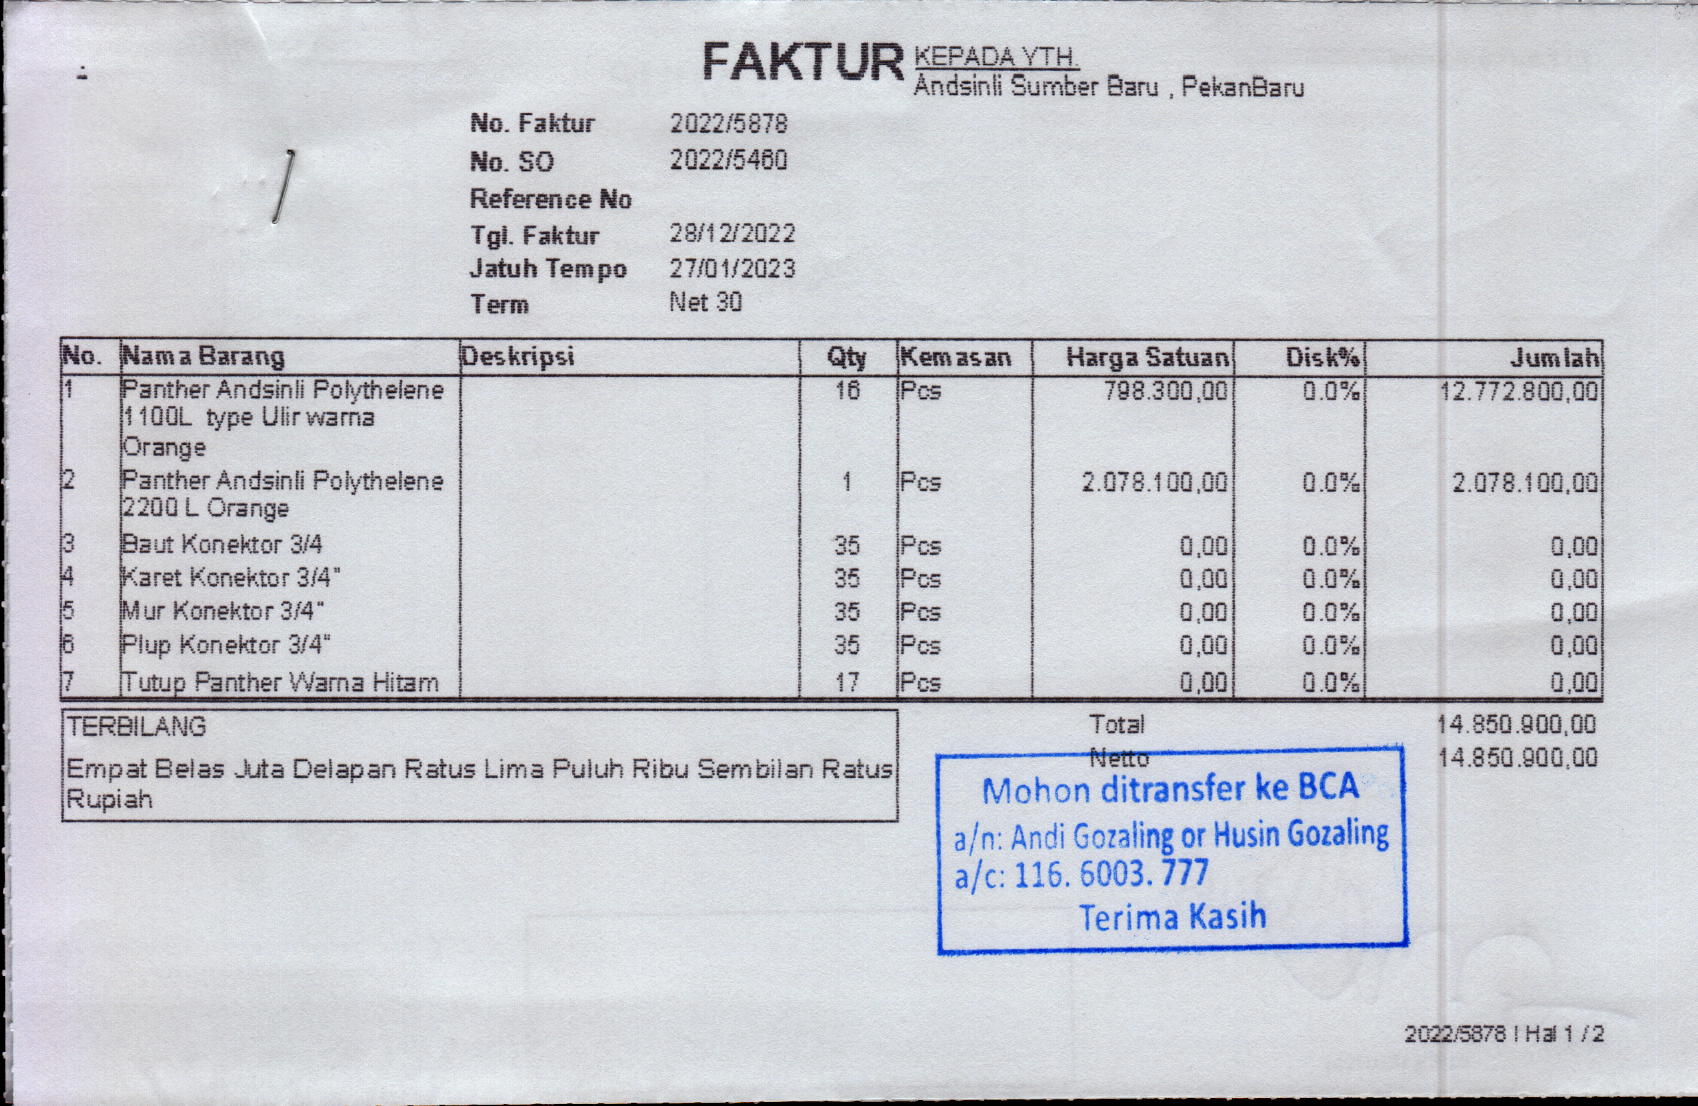 FAKTUR
KEPADA YTH.
Andsinli Sumber Baru , PekanBaru
No. Faktur 2022/5878
No. SO 2022/5460
Reference No
Tgl. Faktur 28/12/2022
Jatuh Tempo 27/01/2023
Term Net 30
No. Nama Barang Deskripsi Qty Kemasan Harga Satuan Disk% Jumlah
1 Panther Andsinli Polythelene 16 Pcs 798.300,00 0.0% 12.772.800,00
1100L type Ulir warna
Orange
2 Panther Andsinli Polythelene 1 Pcs 2.078.100,00 0.0% 2.078.100,00
2200 L Orange
3 Baut Konektor 3/4 35 Pcs 0,00 0.0% 0,00
4 Karet Konektor 3/4" 35 Pcs 0,00 0.0% 0,00
5 Mur Konektor 3/4" 35 Pcs 0,00 0.0% 0,00
6 Plup Konektor 3/4" 35 Pcs 0,00 0.0% 0,00
7 Tutup Panther Warna Hitam 17 Pcs 0,00 0.0% 0,00
TERBILANG
Empat Belas Juta Delapan Ratus Lima Puluh Ribu Sembilan Ratus
Rupiah
Total 14.850.900,00
Netto 14.850.900,00
Mohon ditransfer ke BCA
a/n: Andi Gozaling or Husin Gozaling
a/c: 116. 6003. 777
Terima Kasih
2022/5878 | Hal 1 / 2